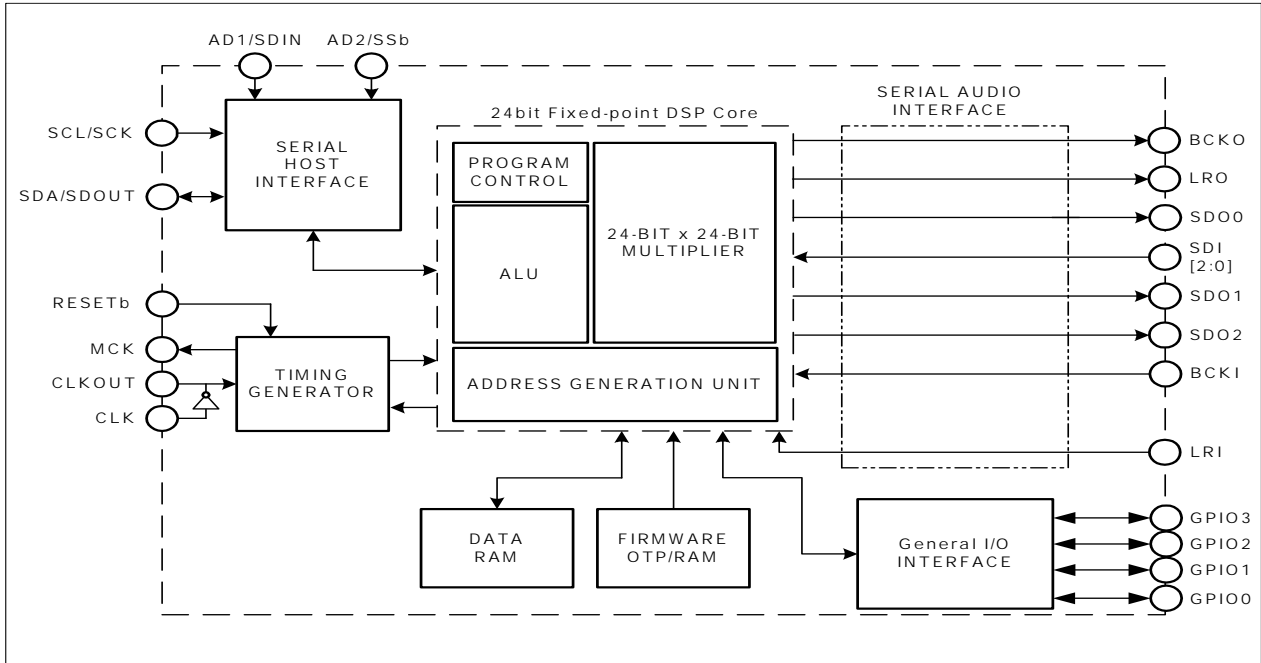 AD1/SDIN
AD2/SSb
SERIAL AUDIO
INTERFACE
24bit Fixed-point DSP Core
SCL/SCK
SDA/SDOUT
SERIAL
HOST
INTERFACE
PROGRAM
CONTROL
24-BIT x 24-BIT
MULTIPLIER
ALU
ADDRESS GENERATION UNIT
BCKO
LRO
SDO0
SDI
[2:0]
SDO1
SDO2
BCKI
LRI
RESETb
MCK
CLKOUT
CLK
TIMING
GENERATOR
DATA
RAM
FIRMWARE
OTP/RAM
General I/O
INTERFACE
GPIO3
GPIO2
GPIO1
GPIO0